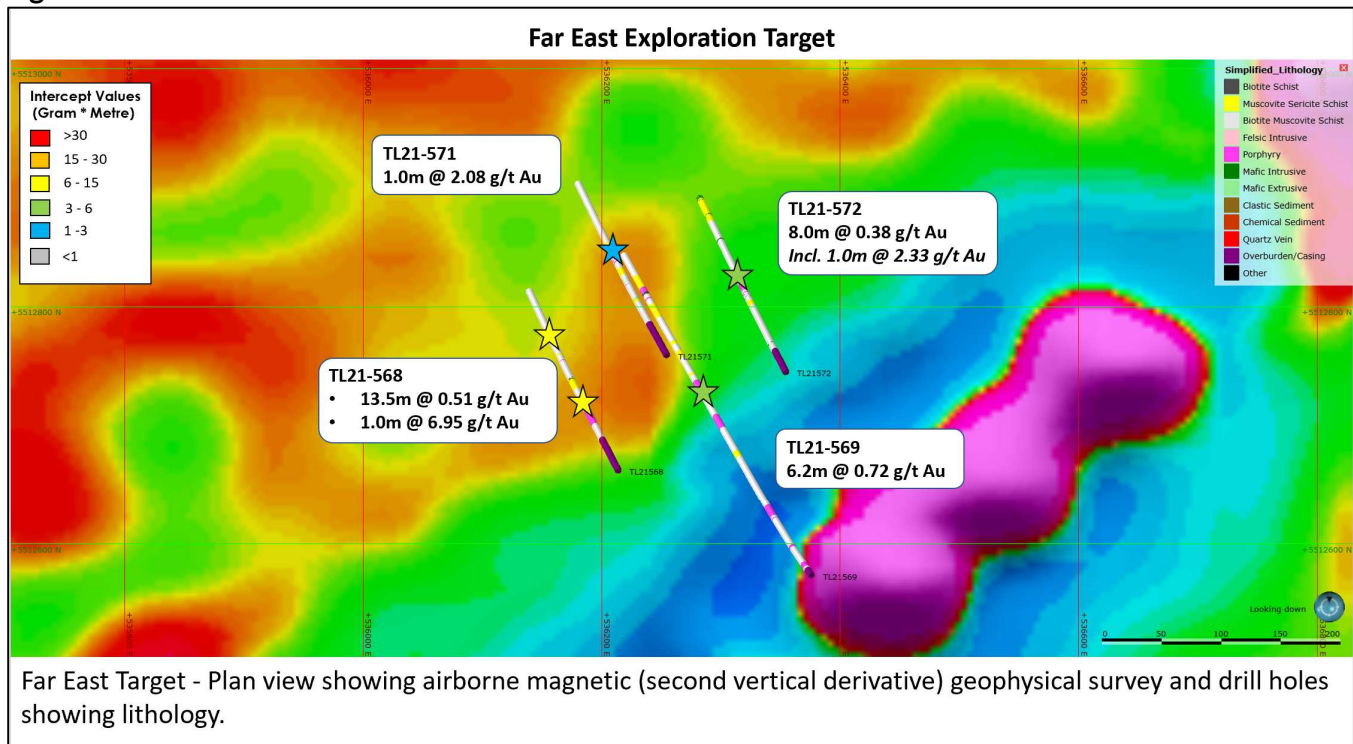 Far East Exploration Target
+5513000 N
+536000 E
+536200 E
+536400 E
+536600 E
Intercept Values
(Gram * Metre)
>30
15 - 30
6 - 15
3 - 6
1 - 3
<1
Simplified_Lithology
Biotite Schist
Muscovite Sericite Schist
Biotite Muscovite Schist
Felsic Intrusive
Porphyry
Mafic Intrusive
Mafic Extrusive
Clastic Sediment
Chemical Sediment
Quartz Vein
Overburden/Casing
Other
TL21-571
1.0m @ 2.08 g/t Au
TL21-572
8.0m @ 0.38 g/t Au
Incl. 1.0m @ 2.33 g/t Au
+5512800 N
+5512800 N
TL21571
TL21572
TL21-568
• 13.5m @ 0.51 g/t Au
• 1.0m @ 6.95 g/t Au
TL21568
TL21-569
6.2m @ 0.72 g/t Au
+5512600 N
+5512600 N
TL21569
Looking down
0 50 100 150 200
+536000 E
+536200 E
+536400 E
+536600 E
Far East Target - Plan view showing airborne magnetic (second vertical derivative) geophysical survey and drill holes
showing lithology.